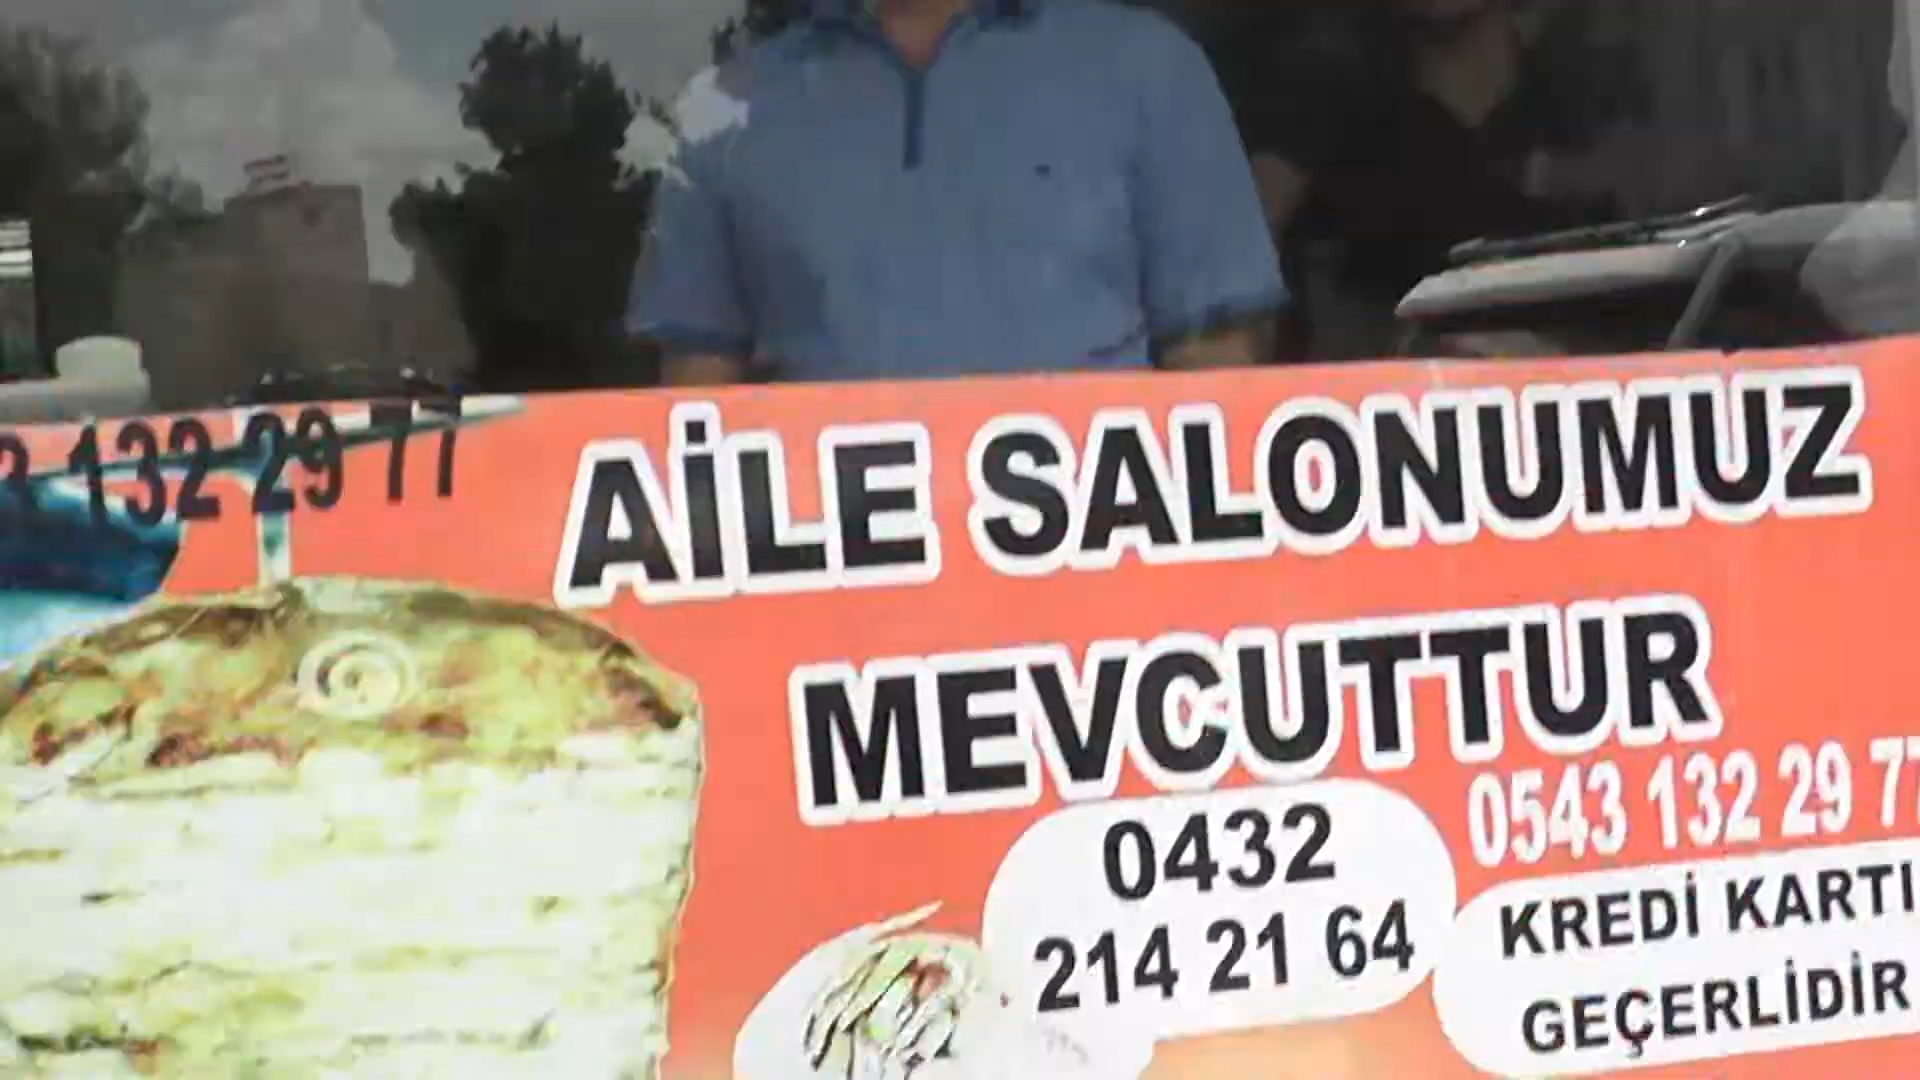 132 29 77
AİLE SALONUMUZ
MEVCUTTUR
0432
214 21 64
0543 132 29 77
KREDİ KARTI
GEÇERLİDİR